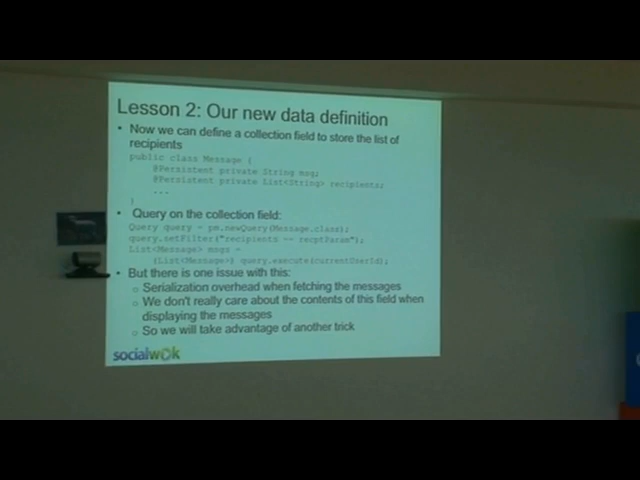 Lesson 2: Our new data definition
• Now we can define a collection field to store the list of
recipients
public class Message {
@Persistent private String msg;
@Persistent private List<String> recipients;
...
}
• Query on the collection field:
Query query = pm.newQuery(Message.class);
query.setFilter("recipients == recptParam");
List<Message> msgs =
(List<Message>) query.execute(currentUserId);
• But there is one issue with this:
o Serialization overhead when fetching the messages
o We don't really care about the contents of this field when
displaying the messages
o So we will take advantage of another trick
socialwok